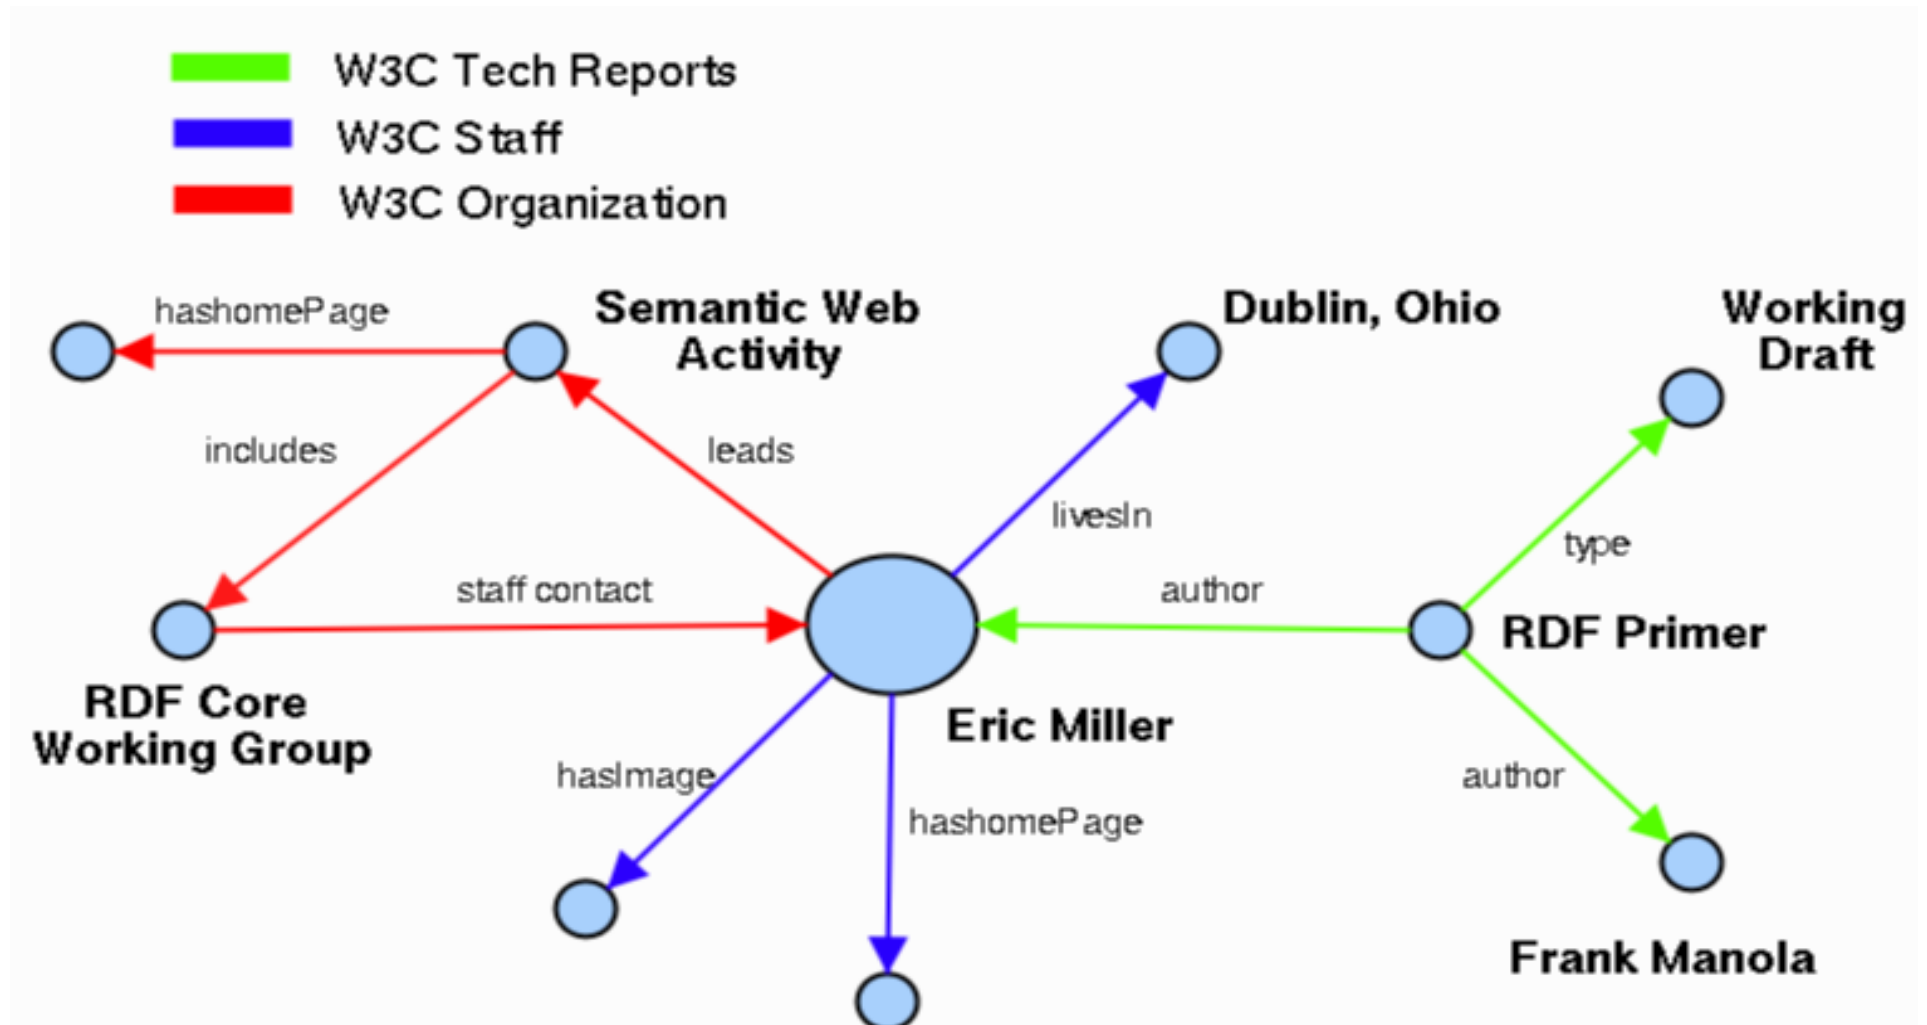 W3C Tech Reports
W3C Staff
W3C Organization
hashomePage
Semantic Web
Activity
Dublin, Ohio
Working
Draft
includes
leads
livesIn
type
staff contact
author
RDF Primer
RDF Core
Working Group
Eric Miller
hasImage
author
hashomePage
Frank Manola